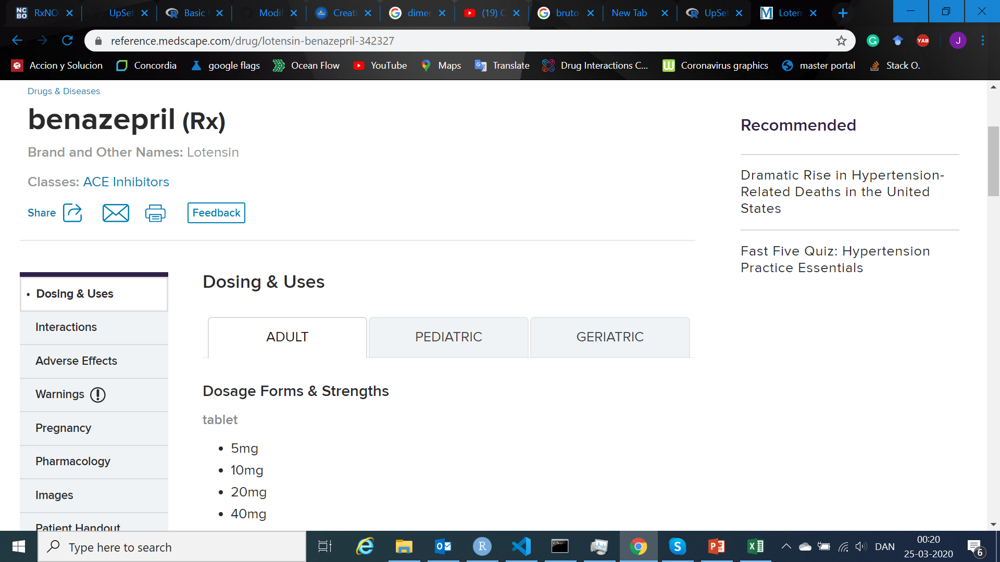 NC
BO
RxNO
UpSet
Basic
Modif
Creati
dimer
(19) C
bruto
New Tab
UpSet
Loten
reference.medscape.com/drug/lotensin-benazepril-342327
YAB
J
Accion y Solucion
Concordia
google flags
Ocean Flow
YouTube
Maps
Translate
Drug Interactions C...
Coronavirus graphics
master portal
Stack O.
Drugs & Diseases
benazepril (Rx)
Brand and Other Names: Lotensin
Classes: ACE Inhibitors
Share
Feedback
Recommended
Dramatic Rise in Hypertension-
Related Deaths in the United
States
Fast Five Quiz: Hypertension
Practice Essentials
• Dosing & Uses
Interactions
Adverse Effects
Warnings
Pregnancy
Pharmacology
Images
Patient Handout
Dosing & Uses
ADULT
PEDIATRIC
GERIATRIC
Dosage Forms & Strengths
tablet
• 5mg
• 10mg
• 20mg
• 40mg
Type here to search
DAN
00:20
25-03-2020
6